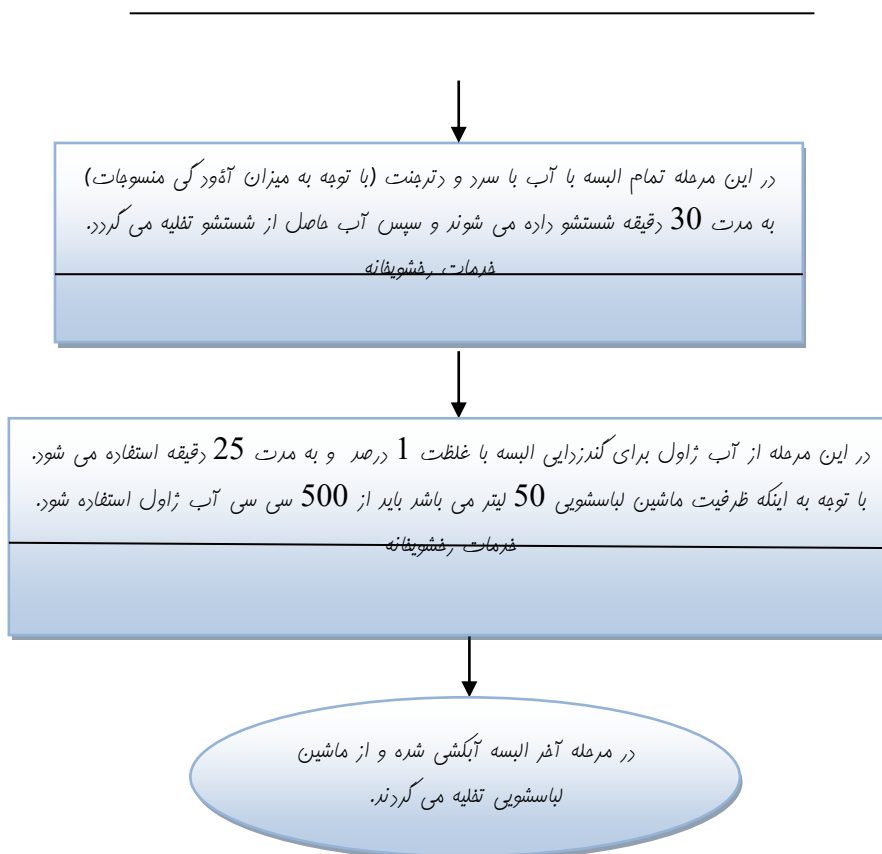 در این مرحله تمام البسه با آب با سرد و دترجنت (با توجه به میزان آلودگی منسوجات)
به مدت 30 دقیقه شستشو داده می شوند و سپس آب حاصل از شستشو تخلیه می گردد.
خدمات رختشویخانه
در این مرحله از آب ژاول برای گندزدایی البسه با غلظت 1 درصد و به مدت 25 دقیقه استفاده می شود.
با توجه به اینکه ظرفیت ماشین لباسشویی 50 لیتر می باشد باید از 500 سی سی آب ژاول استفاده شود.
خدمات رختشویخانه
در مرحله آخر البسه آبکشی شده و از ماشین
لباسشویی تخلیه می گردند.